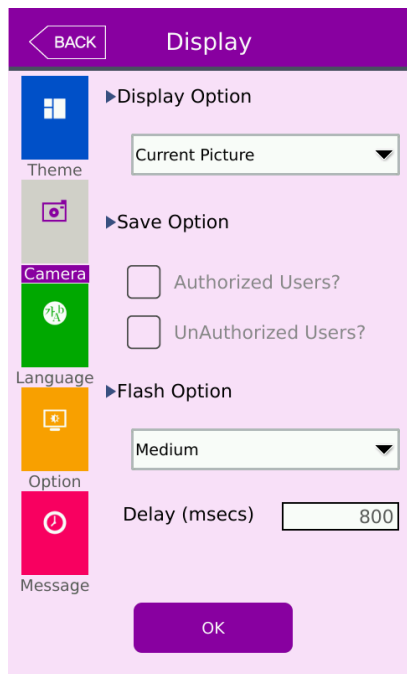 BACK
Display
Theme
Camera
Language
Option
Message
Display Option
Current Picture
Save Option
Authorized Users?
UnAuthorized Users?
Flash Option
Medium
Delay (msecs)
800
OK